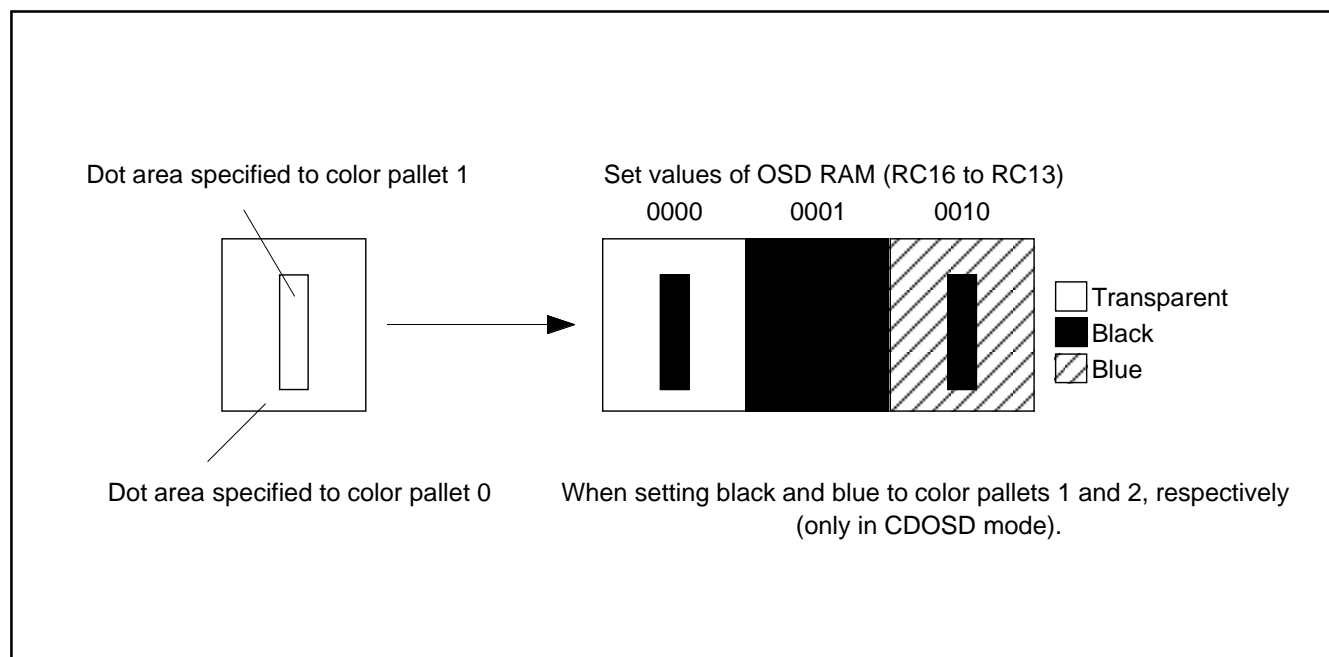 Dot area specified to color pallet 1
Set values of OSD RAM (RC16 to RC13)
0000 0001 0010
Transparent
Black
Blue
Dot area specified to color pallet 0
When setting black and blue to color pallets 1 and 2, respectively
(only in CDOSD mode).